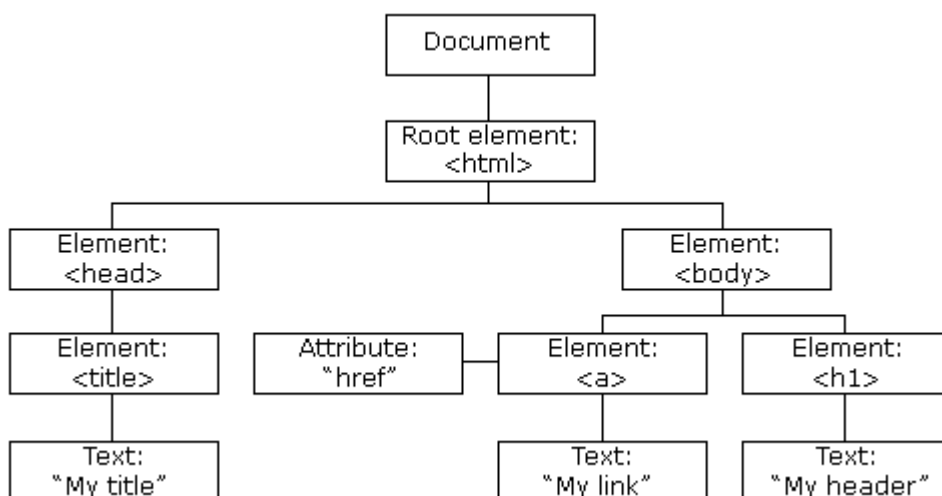 Document
Root element:
<html>
Element:
<head>
Element:
<body>
Element:
<title>
Attribute:
“href”
Element:
<a>
Element:
<h1>
Text:
“My title”
Text:
“My link”
Text:
“My header”